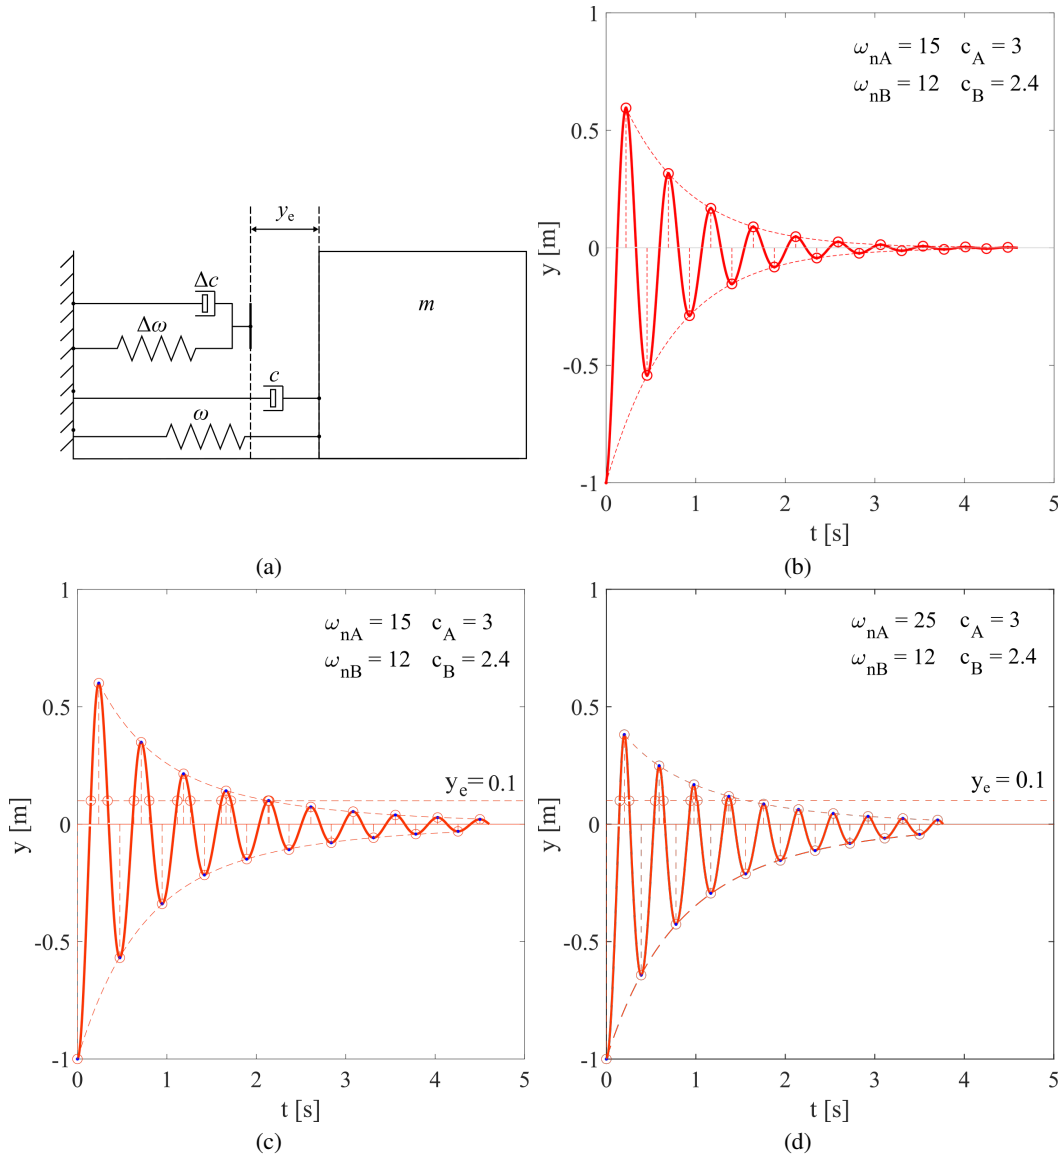 y_e
Δc
m
Δω
c
ω
(a)
1
ω_nA = 15 c_A = 3
ω_nB = 12 c_B = 2.4
0.5
y [m]
0
-0.5
-1
0 1 2 3 4 5
t [s]
(b)
1
ω_nA = 15 c_A = 3
ω_nB = 12 c_B = 2.4
0.5
y_e = 0.1
y [m]
0
-0.5
-1
0 1 2 3 4 5
t [s]
(c)
1
ω_nA = 25 c_A = 3
ω_nB = 12 c_B = 2.4
0.5
y_e = 0.1
y [m]
0
-0.5
-1
0 1 2 3 4 5
t [s]
(d)